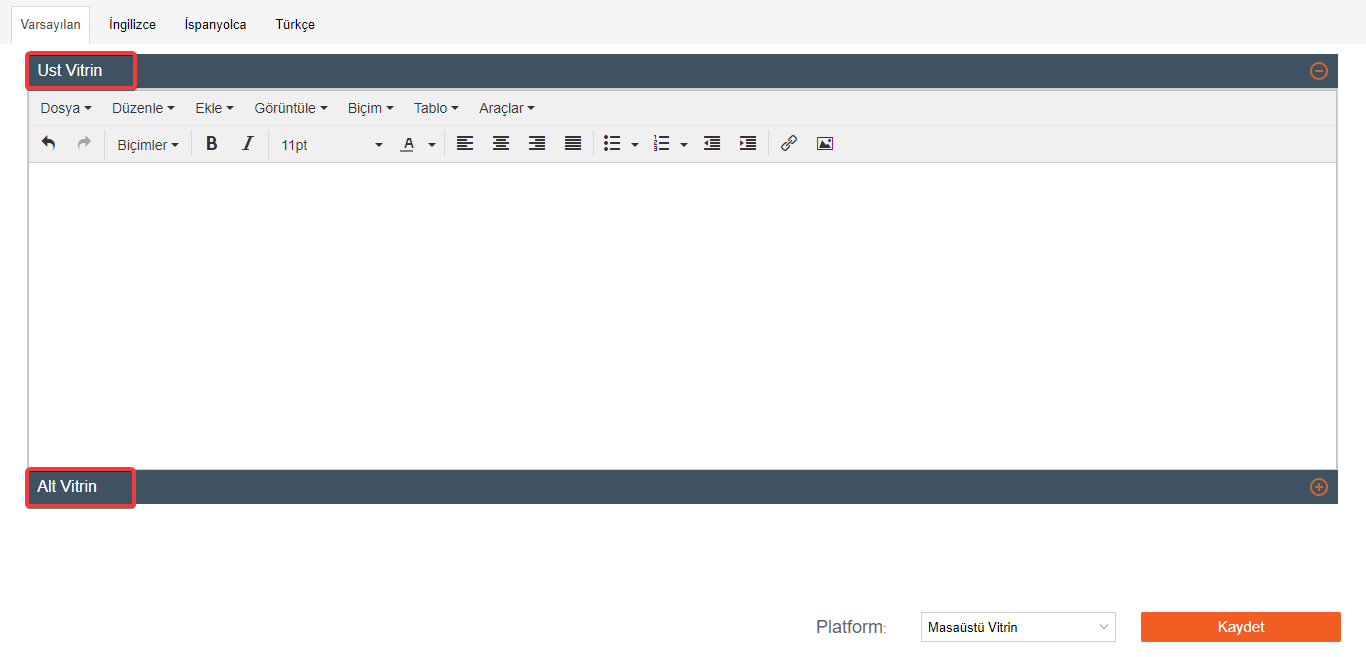 Varsayılan İngilizce İspanyolca Türkçe
Ust Vitrin
Dosya Düzenle Ekle Görüntüle Biçim Tablo Araçlar
Biçimler B I 11pt A
Alt Vitrin
Platform: Masaüstü Vitrin Kaydet